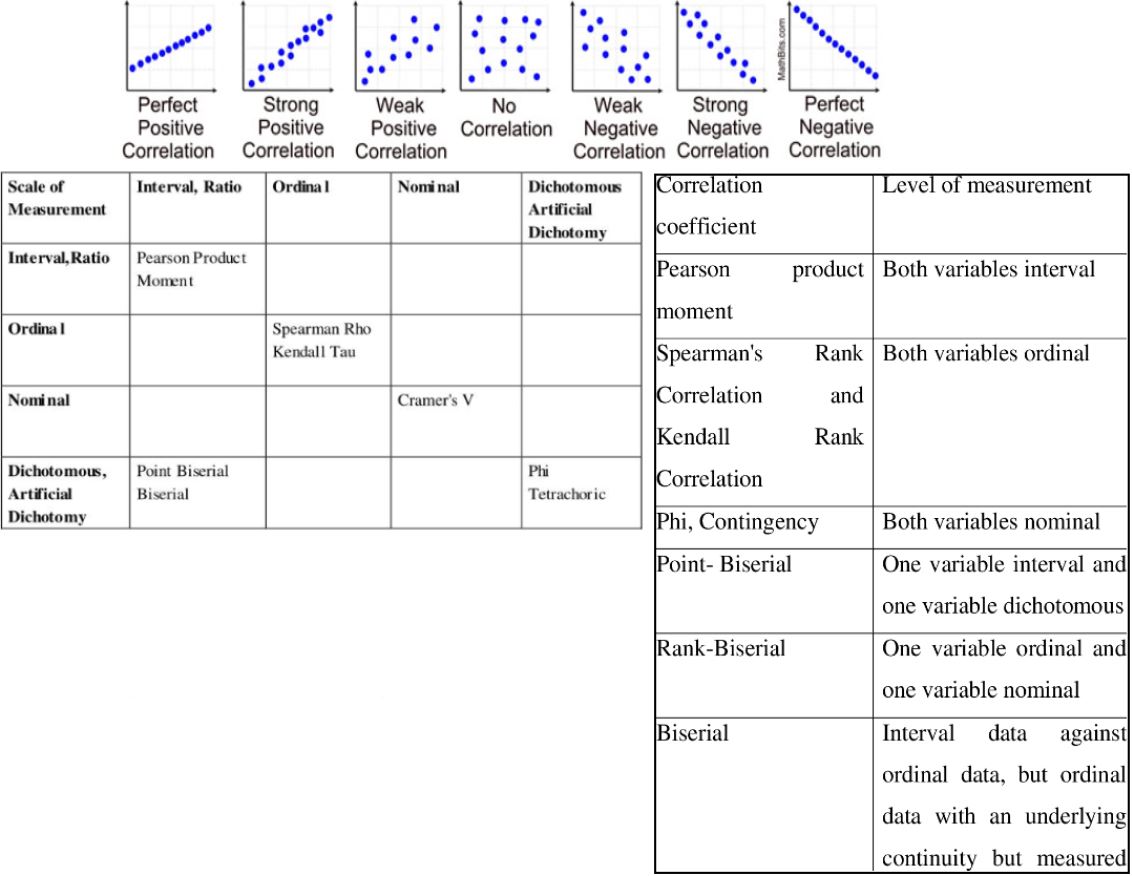 MathBits.com
Perfect
Positive
Correlation
Strong
Positive
Correlation
Weak
Positive
Correlation
No
Correlation
Weak
Negative
Correlation
Strong
Negative
Correlation
Perfect
Negative
Correlation
Scale of
Measurement
Interval, Ratio
Ordinal
Nominal
Dichotomous
Artificial
Dichotomy
Interval,Ratio
Pearson Product
Moment
Ordinal
Spearman Rho
Kendall Tau
Nominal
Cramer's V
Dichotomous,
Artificial
Dichotomy
Point Biserial
Biserial
Phi
Tetrachoric
Correlation
coefficient
Level of measurement
Pearson product
moment
Both variables interval
Spearman's Rank
Correlation and
Kendall Rank
Correlation
Both variables ordinal
Phi, Contingency
Both variables nominal
Point- Biserial
One variable interval and
one variable dichotomous
Rank-Biserial
One variable ordinal and
one variable nominal
Biserial
Interval data against
ordinal data, but ordinal
data with an underlying
continuity but measured